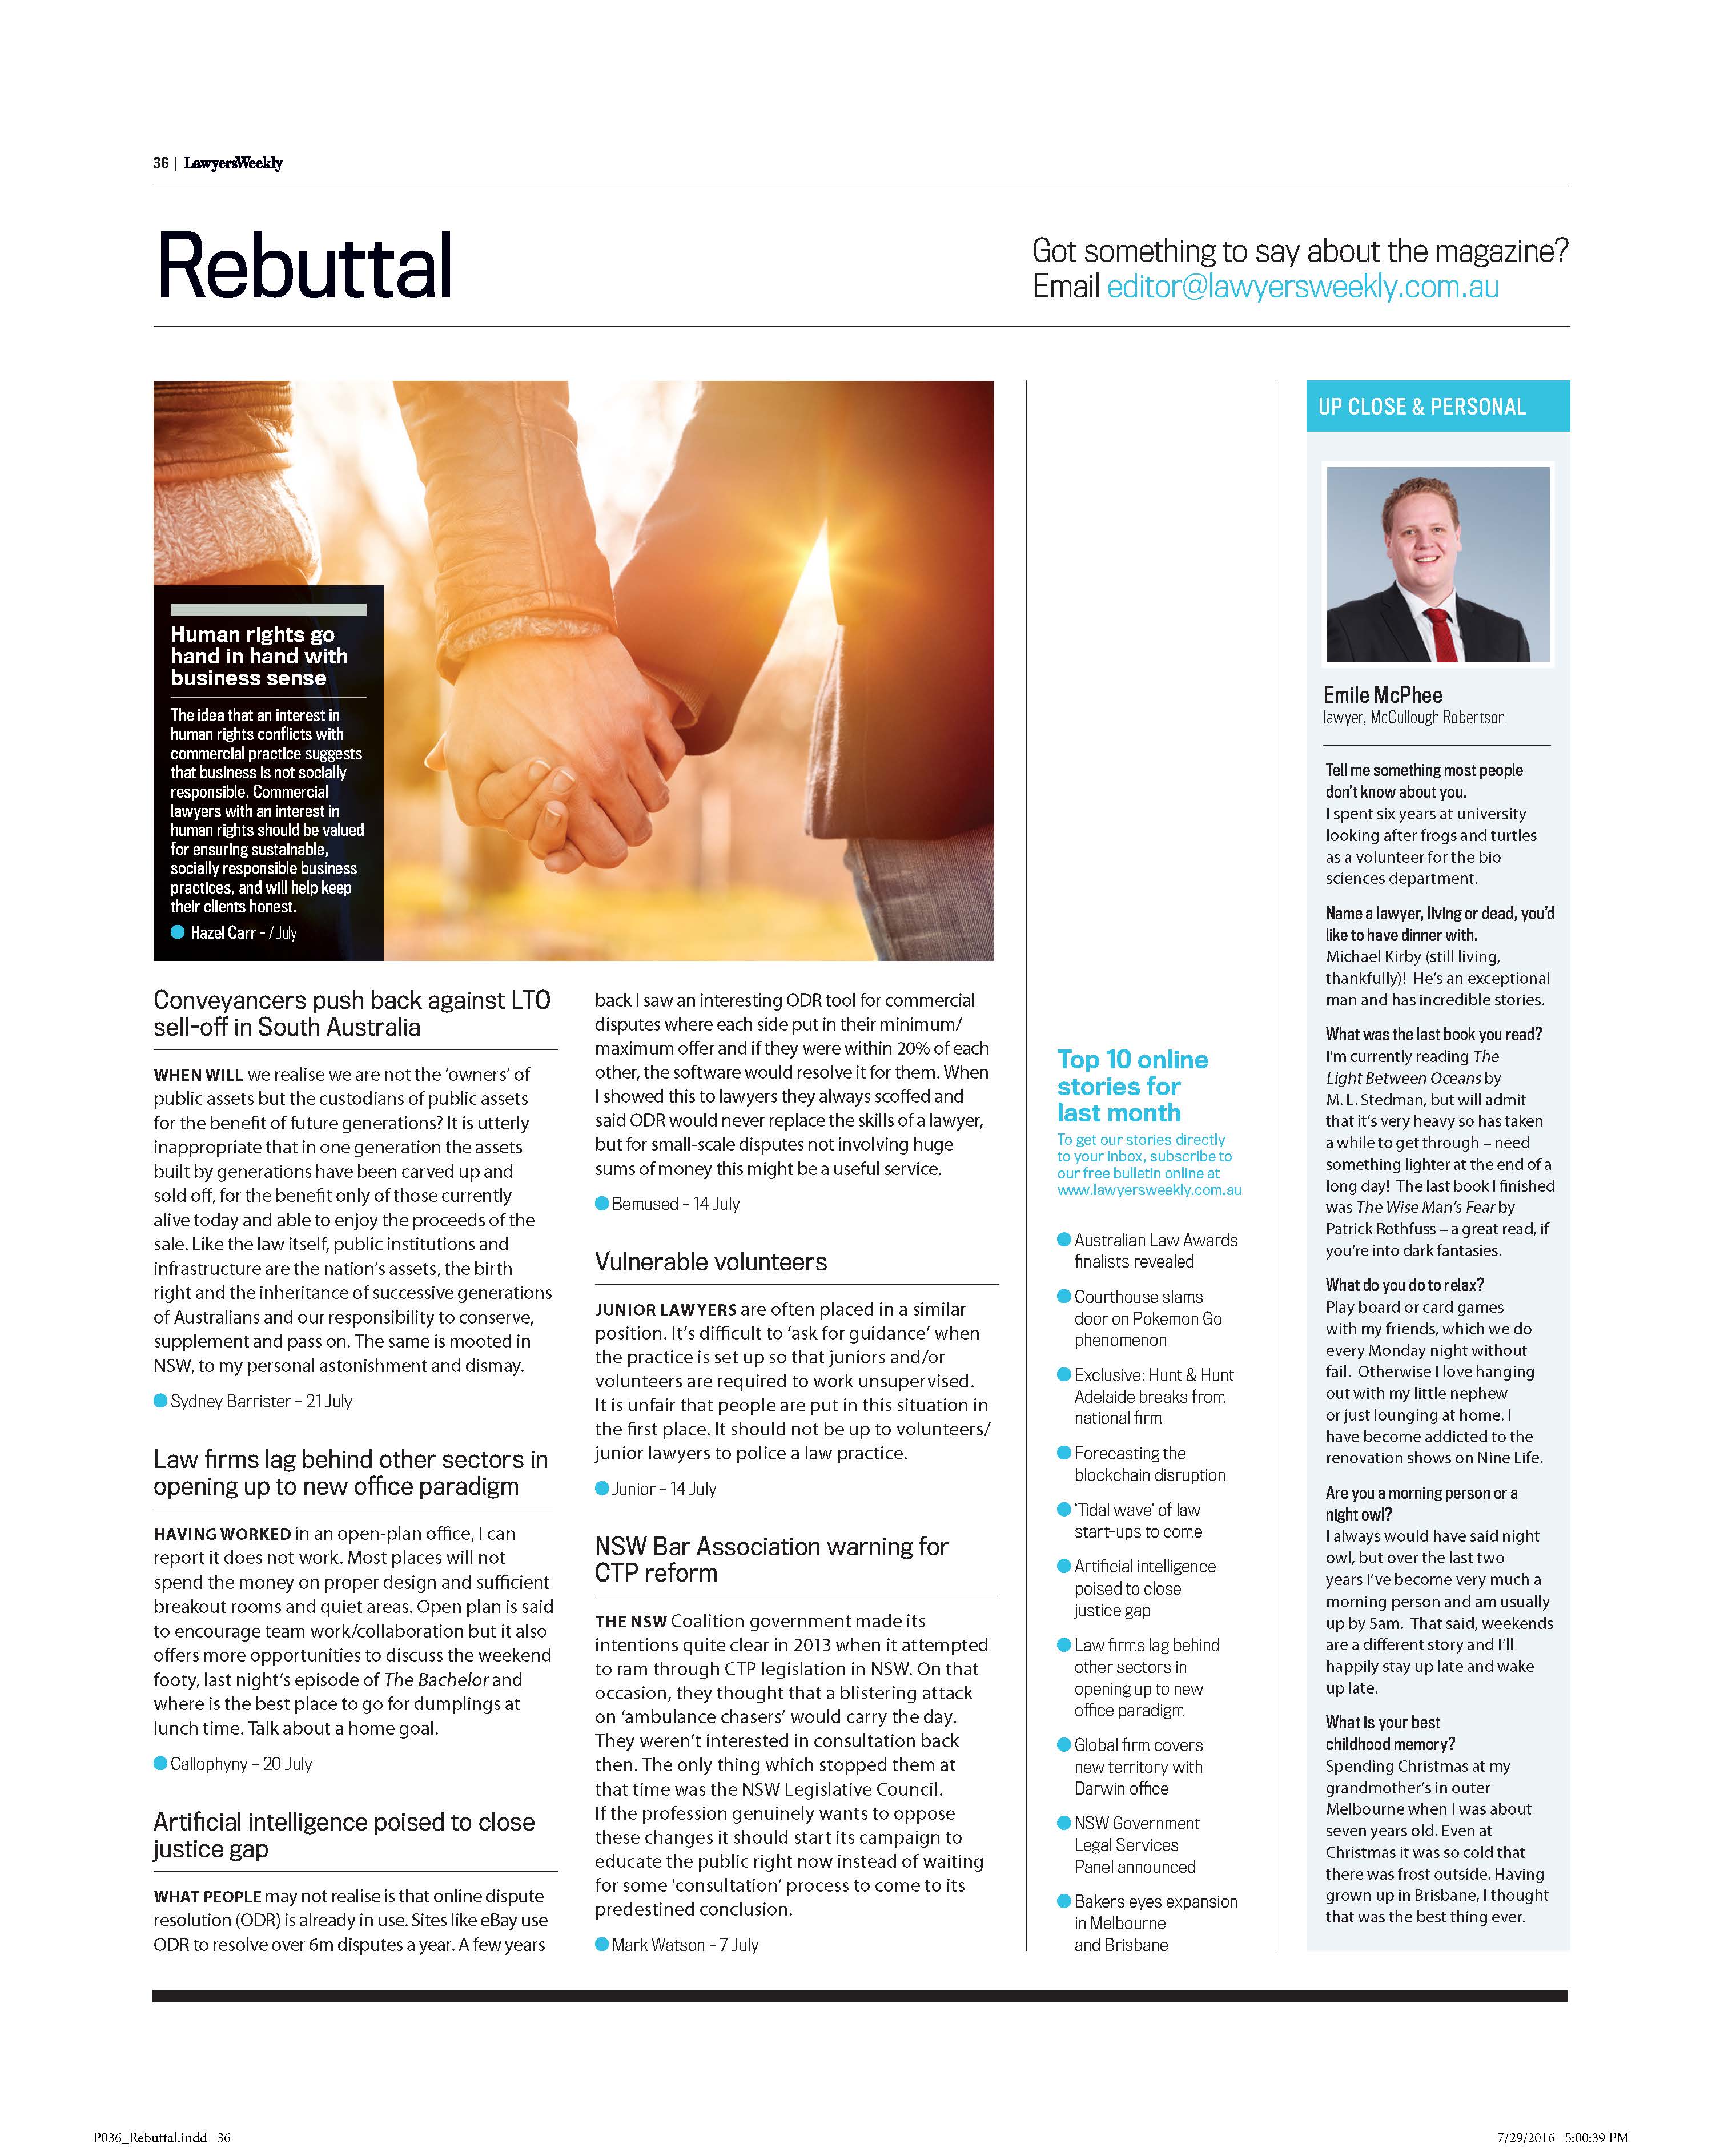 36 | LawyersWeekly
Rebuttal
Got something to say about the magazine?
Email editor@lawyersweekly.com.au
Human rights go
hand in hand with
business sense
The idea that an interest in
human rights conflicts with
commercial practice suggests
that business is not socially
responsible. Commercial
lawyers with an interest in
human rights should be valued
for ensuring sustainable,
socially responsible business
practices, and will help keep
their clients honest.
Hazel Carr – 7 July
Conveyancers push back against LTO
sell-off in South Australia
WHEN WILL we realise we are not the ‘owners’ of
public assets but the custodians of public assets
for the benefit of future generations? It is utterly
inappropriate that in one generation the assets
built by generations have been carved up and
sold off, for the benefit only of those currently
alive today and able to enjoy the proceeds of the
sale. Like the law itself, public institutions and
infrastructure are the nation’s assets, the birth
right and the inheritance of successive generations
of Australians and our responsibility to conserve,
supplement and pass on. The same is mooted in
NSW, to my personal astonishment and dismay.
Sydney Barrister – 21 July
Law firms lag behind other sectors in
opening up to new office paradigm
HAVING WORKED in an open-plan office, I can
report it does not work. Most places will not
spend the money on proper design and sufficient
breakout rooms and quiet areas. Open plan is said
to encourage team work/collaboration but it also
offers more opportunities to discuss the weekend
footy, last night’s episode of The Bachelor and
where is the best place to go for dumplings at
lunch time. Talk about a home goal.
Callophyny – 20 July
Artificial intelligence poised to close
justice gap
WHAT PEOPLE may not realise is that online dispute
resolution (ODR) is already in use. Sites like eBay use
ODR to resolve over 6m disputes a year. A few years
back I saw an interesting ODR tool for commercial
disputes where each side put in their minimum/
maximum offer and if they were within 20% of each
other, the software would resolve it for them. When
I showed this to lawyers they always scoffed and
said ODR would never replace the skills of a lawyer,
but for small-scale disputes not involving huge
sums of money this might be a useful service.
Bemused – 14 July
Vulnerable volunteers
JUNIOR LAWYERS are often placed in a similar
position. It’s difficult to ‘ask for guidance’ when
the practice is set up so that juniors and/or
volunteers are required to work unsupervised.
It is unfair that people are put in this situation in
the first place. It should not be up to volunteers/
junior lawyers to police a law practice.
Junior – 14 July
NSW Bar Association warning for
CTP reform
THE NSW Coalition government made its
intentions quite clear in 2013 when it attempted
to ram through CTP legislation in NSW. On that
occasion, they thought that a blistering attack
on ‘ambulance chasers’ would carry the day.
They weren’t interested in consultation back
then. The only thing which stopped them at
that time was the NSW Legislative Council.
If the profession genuinely wants to oppose
these changes it should start its campaign to
educate the public right now instead of waiting
for some ‘consultation’ process to come to its
predestined conclusion.
Mark Watson – 7 July
Top 10 online
stories for
last month
To get our stories directly
to your inbox, subscribe to
our free bulletin online at
www.lawyersweekly.com.au
Australian Law Awards
finalists revealed
Courthouse slams
door on Pokemon Go
phenomenon
Exclusive: Hunt & Hunt
Adelaide breaks from
national firm
Forecasting the
blockchain disruption
‘Tidal wave’ of law
start-ups to come
Artificial intelligence
poised to close
justice gap
Law firms lag behind
other sectors in
opening up to new
office paradigm
Global firm covers
new territory with
Darwin office
NSW Government
Legal Services
Panel announced
Bakers eyes expansion
in Melbourne
and Brisbane
UP CLOSE & PERSONAL
Emile McPhee
lawyer, McCullough Robertson
Tell me something most people
don’t know about you.
I spent six years at university
looking after frogs and turtles
as a volunteer for the bio
sciences department.
Name a lawyer, living or dead, you’d
like to have dinner with.
Michael Kirby (still living,
thankfully)! He’s an exceptional
man and has incredible stories.
What was the last book you read?
I’m currently reading The
Light Between Oceans by
M. L. Stedman, but will admit
that it’s very heavy so has taken
a while to get through – need
something lighter at the end of a
long day! The last book I finished
was The Wise Man’s Fear by
Patrick Rothfuss – a great read, if
you’re into dark fantasies.
What do you do to relax?
Play board or card games
with my friends, which we do
every Monday night without
fail. Otherwise I love hanging
out with my little nephew
or just lounging at home. I
have become addicted to the
renovation shows on Nine Life.
Are you a morning person or a
night owl?
I always would have said night
owl, but over the last two
years I’ve become very much a
morning person and am usually
up by 5am. That said, weekends
are a different story and I’ll
happily stay up late and wake
up late.
What is your best
childhood memory?
Spending Christmas at my
grandmother’s in outer
Melbourne when I was about
seven years old. Even at
Christmas it was so cold that
there was frost outside. Having
grown up in Brisbane, I thought
that was the best thing ever.
P036_Rebuttal.indd 36
7/29/2016 5:00:39 PM